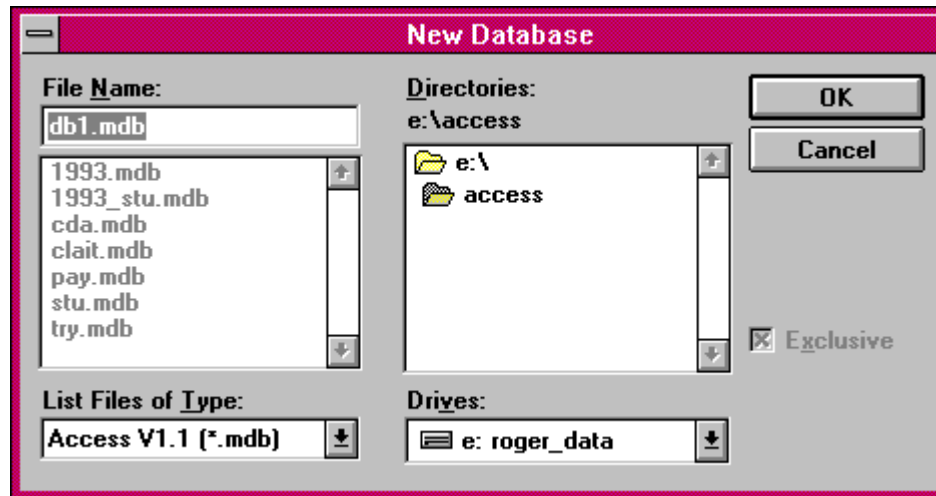 New Database
File Name:
db1.mdb
1993.mdb
1993_stu.mdb
cda.mdb
clait.mdb
pay.mdb
stu.mdb
try.mdb
List Files of Type:
Access V1.1 (*.mdb)
Directories:
e:\access
e:\
access
Drives:
e: roger_data
OK
Cancel
Exclusive